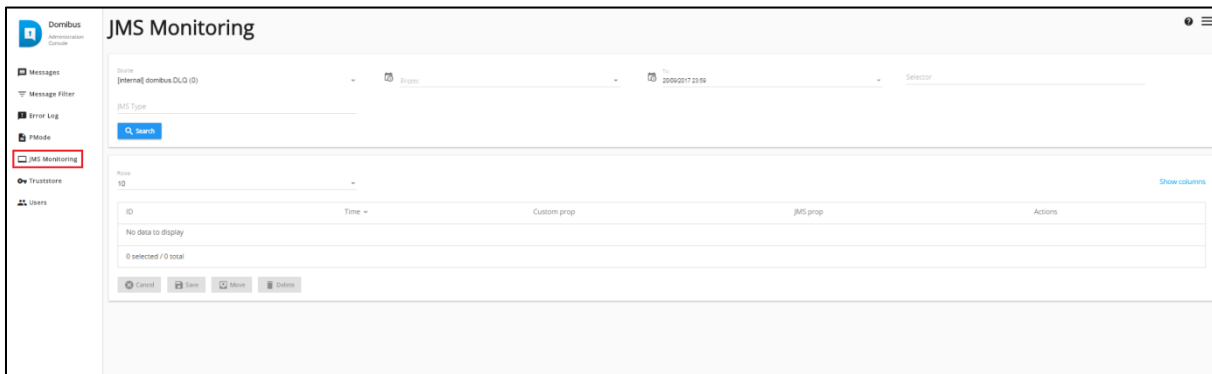 Domibus
Administration
Console
JMS Monitoring
Messages
Message Filter
Error Log
PMode
JMS Monitoring
Truststore
Users
Source
[internal] domibus.DLQ (0)
From:
To:
20/09/2017 23:59
Selector
JMS Type
Search
Rows
10
Show columns
ID Time Custom prop JMS prop Actions
No data to display
0 selected / 0 total
Cancel Save Move Delete